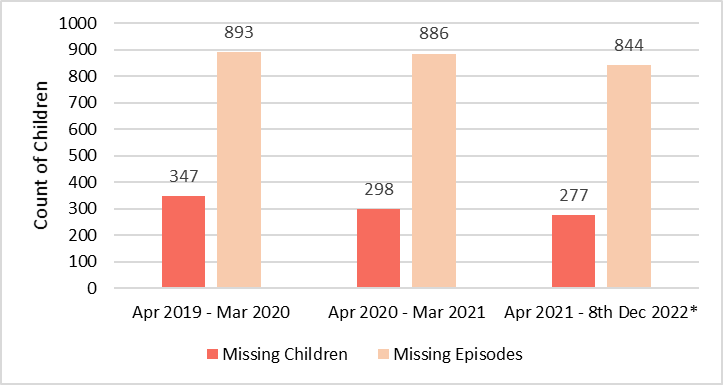 1000
900
800
700
600
500
400
300
200
100
0
Count of Children
893
886
844
347
298
277
Apr 2019 - Mar 2020
Apr 2020 - Mar 2021
Apr 2021 - 8th Dec 2022*
Missing Children
Missing Episodes